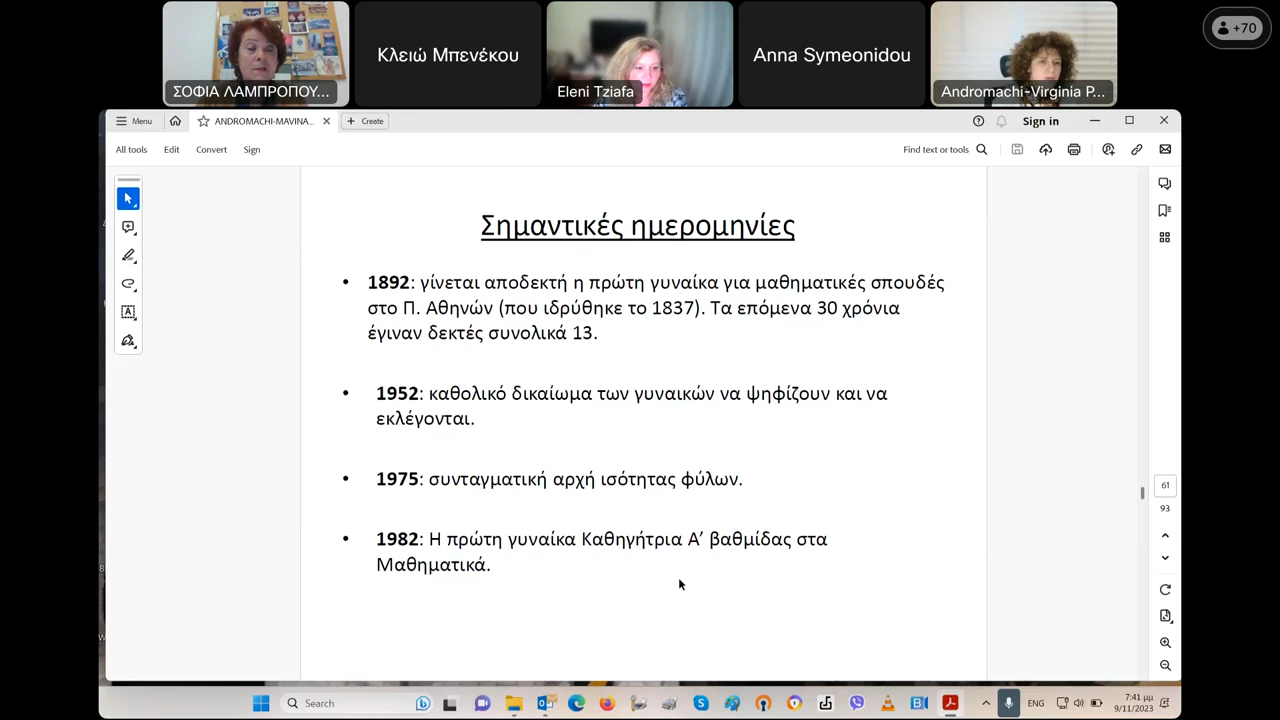 +70
ΣΟΦΙΑ ΛΑΜΠΡΟΠΟΥ...
Κλειώ Μπενέκου
Eleni Tziafa
Anna Symeonidou
Andromachi-Virginia P...
Menu
ANDROMACHI-MAVINA...
Create
Sign in
All tools
Edit
Convert
Sign
Find text or tools
Σημαντικές ημερομηνίες
• 1892: γίνεται αποδεκτή η πρώτη γυναίκα για μαθηματικές σπουδές
στο Π. Αθηνών (που ιδρύθηκε το 1837). Τα επόμενα 30 χρόνια
έγιναν δεκτές συνολικά 13.
• 1952: καθολικό δικαίωμα των γυναικών να ψηφίζουν και να
εκλέγονται.
• 1975: συνταγματική αρχή ισότητας φύλων.
• 1982: Η πρώτη γυναίκα Καθηγήτρια Α’ βαθμίδας στα
Μαθηματικά.
61
93
Search
ENG
7:41 μμ
9/11/2023